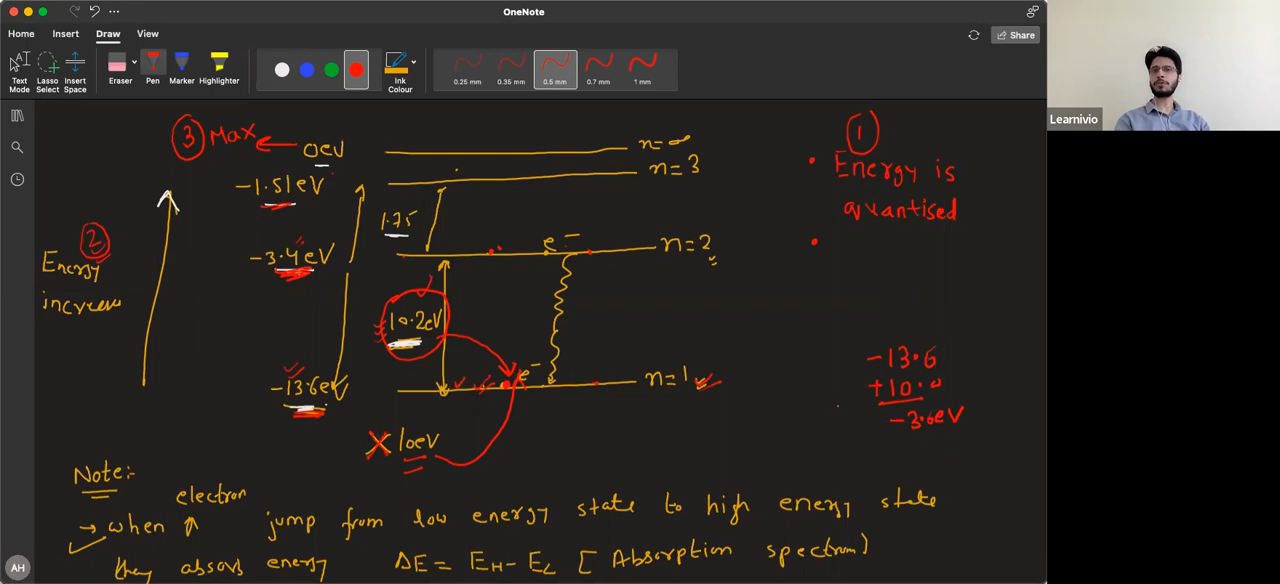 OneNote
Home Insert Draw View
Share
Text Mode
Lasso Select
Insert Space
Eraser
Pen
Marker
Highlighter
Ink Colour
0.25 mm
0.35 mm
0.5 mm
0.7 mm
1 mm
Learnivio
③ Max ← 0eV n=∞
-1.51eV n=3
1.75
② Energy increase
-3.4eV e- n=2
10.2eV
-13.6eV e- n=1
X 10eV
①
• Energy is
quantised
•
-13.6
+10.0
-3.6eV
Note:-
→ when electron jump from low energy state to high energy state
they absorb energy ΔE = EH - EL [Absorption spectrum)
AH